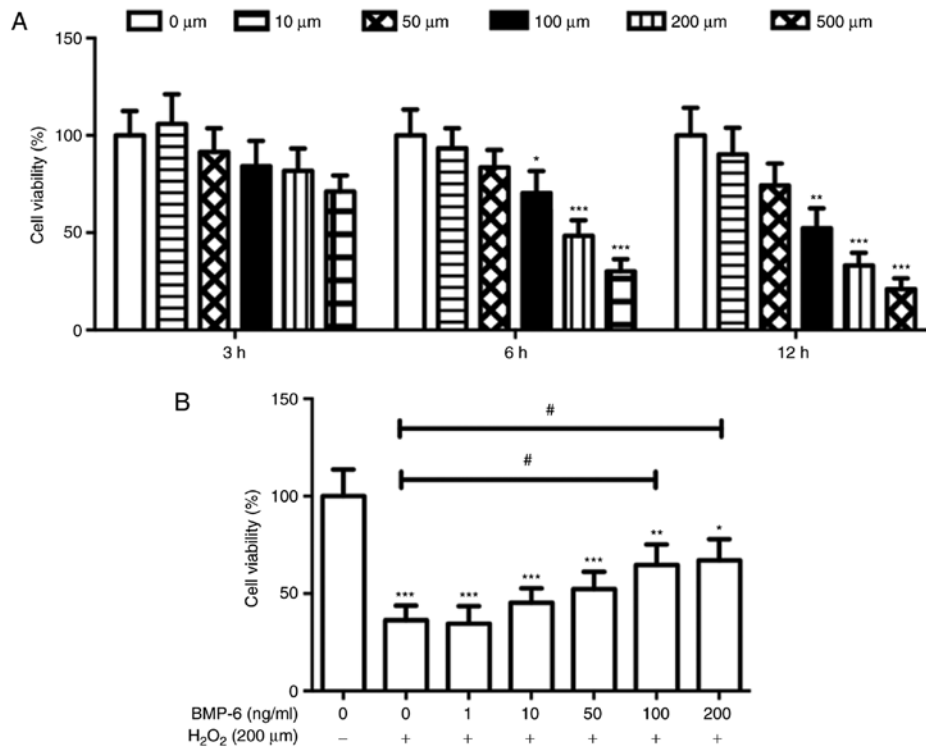 A
0 μm 10 μm 50 μm 100 μm 200 μm 500 μm
150
100
50
0
Cell viability (%)
* *** *** ** *** ***
3 h 6 h 12 h
B
#
#
150
100
50
0
Cell viability (%)
*** *** *** *** ** *
BMP-6 (ng/ml) 0 0 1 10 50 100 200
H₂O₂ (200 μm) − + + + + + +